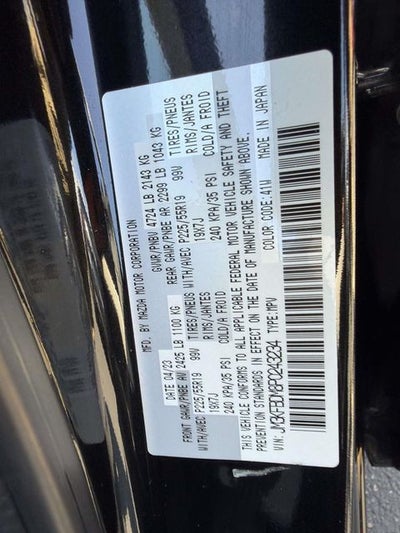 MFD. BY MAZDA MOTOR CORPORATION
DATE 04/23 GVWR/PNBV 4724 LB 2143 KG
FRONT GAWR/PNBE AV 2425 LB 1100 KG REAR GAWR/PNBE AR 2299 LB 1043 KG
WITH/AVEC P225/55R19 99V TIRES/PNEUS WITH/AVEC P225/55R19 99V TIRES/PNEUS
19X7J RIMS/JANTES 19X7J RIMS/JANTES
240 KPA/35 PSI COLD/A FROID 240 KPA/35 PSI COLD/A FROID
THIS VEHICLE CONFORMS TO ALL APPLICABLE FEDERAL MOTOR VEHICLE SAFETY AND THEFT
PREVENTION STANDARDS IN EFFECT ON THE DATE OF MANUFACTURE SHOWN ABOVE.
VIN: JM3KFBDY6P0243234 TYPE:MPV COLOR CODE:41W MADE IN JAPAN